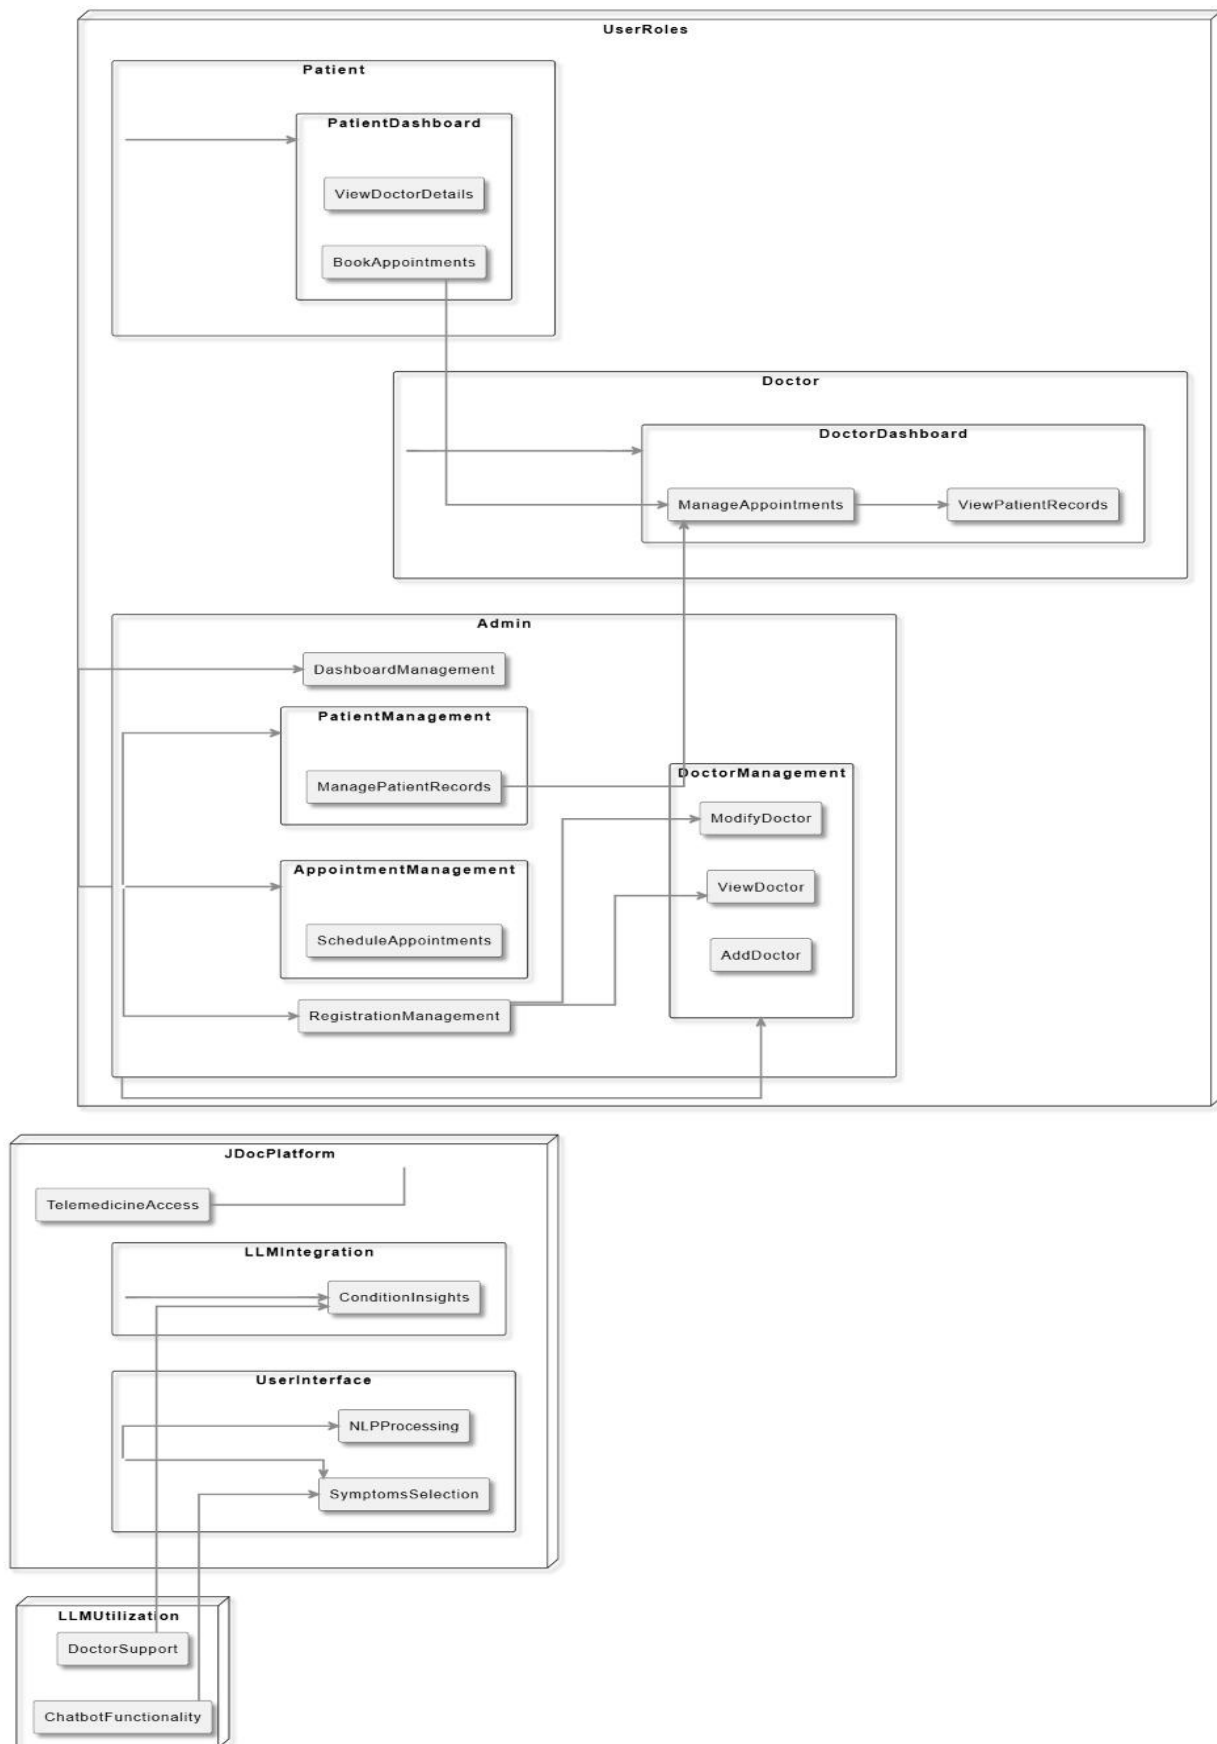 UserRoles
Patient
PatientDashboard
ViewDoctorDetails
BookAppointments
Doctor
DoctorDashboard
ManageAppointments
ViewPatientRecords
Admin
DashboardManagement
PatientManagement
ManagePatientRecords
DoctorManagement
ModifyDoctor
AppointmentManagement
ViewDoctor
ScheduleAppointments
AddDoctor
RegistrationManagement
JDocPlatform
TelemedicineAccess
LLMIntegration
ConditionInsights
UserInterface
NLPProcessing
SymptomsSelection
LLMUtilization
DoctorSupport
ChatbotFunctionality